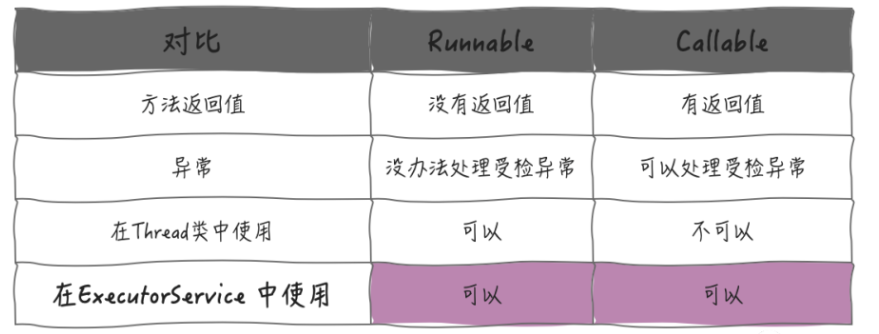 对比 Runnable Callable
方法返回值 没有返回值 有返回值
异常 没办法处理受检异常 可以处理受检异常
在Thread类中使用 可以 不可以
在ExecutorService 中使用 可以 可以